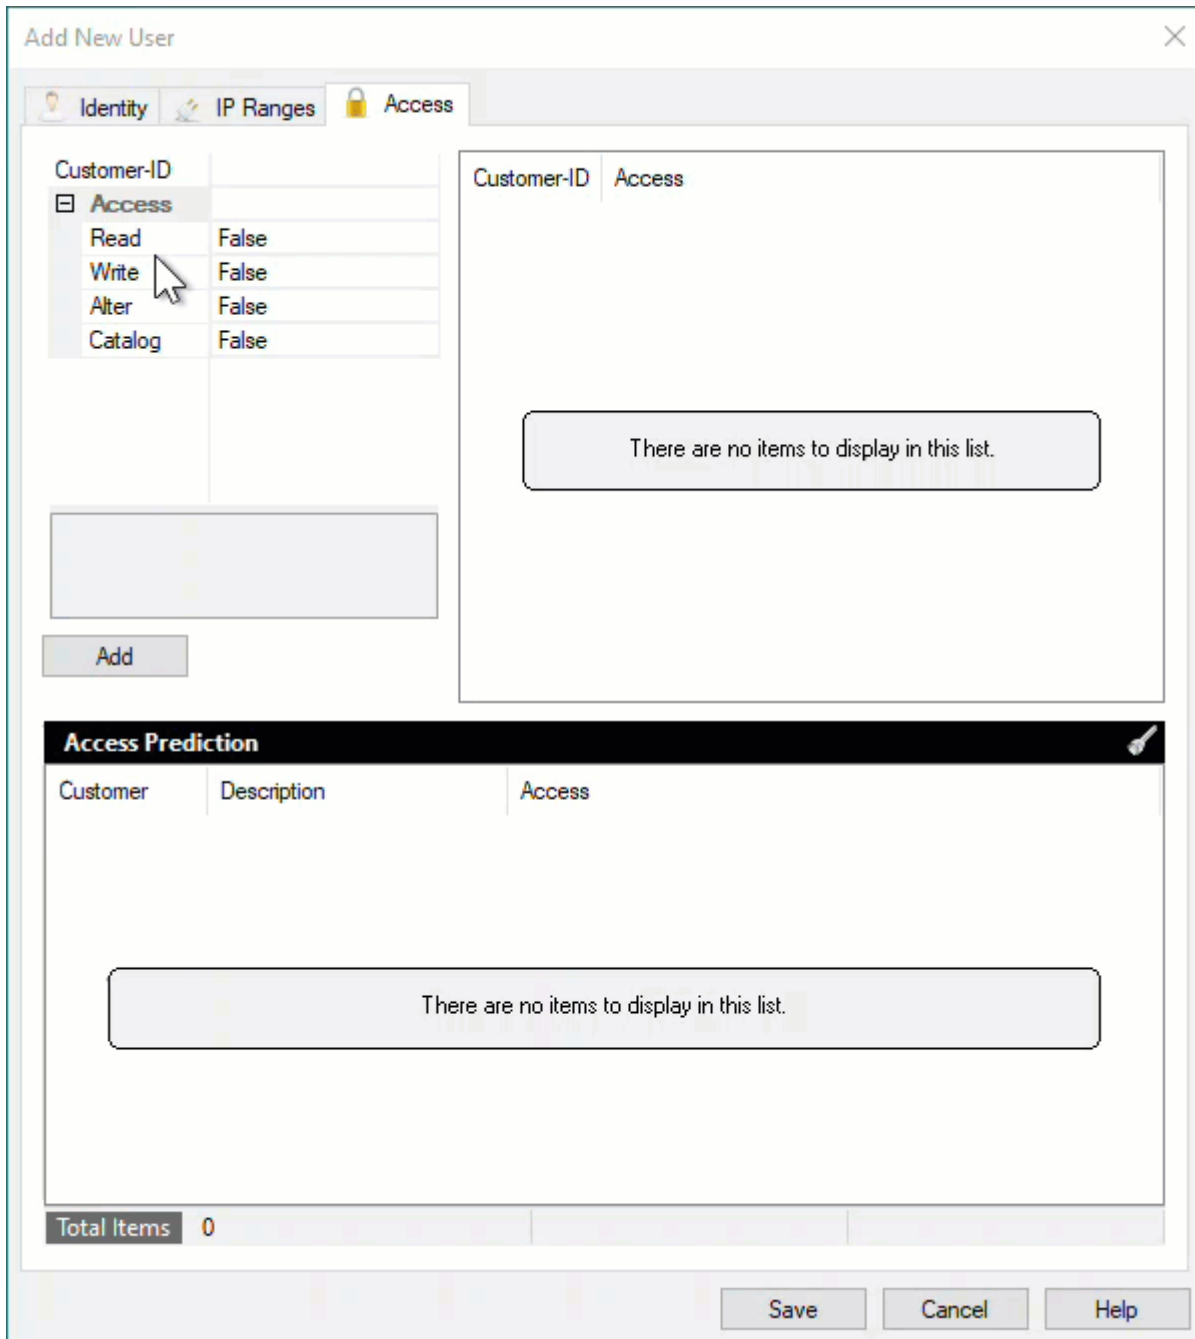 Add New User
Identity IP Ranges Access
Customer-ID
Access
Read False
Write False
Alter False
Catalog False
Add
Customer-ID Access
There are no items to display in this list.
Access Prediction
Customer Description Access
There are no items to display in this list.
Total Items 0
Save Cancel Help